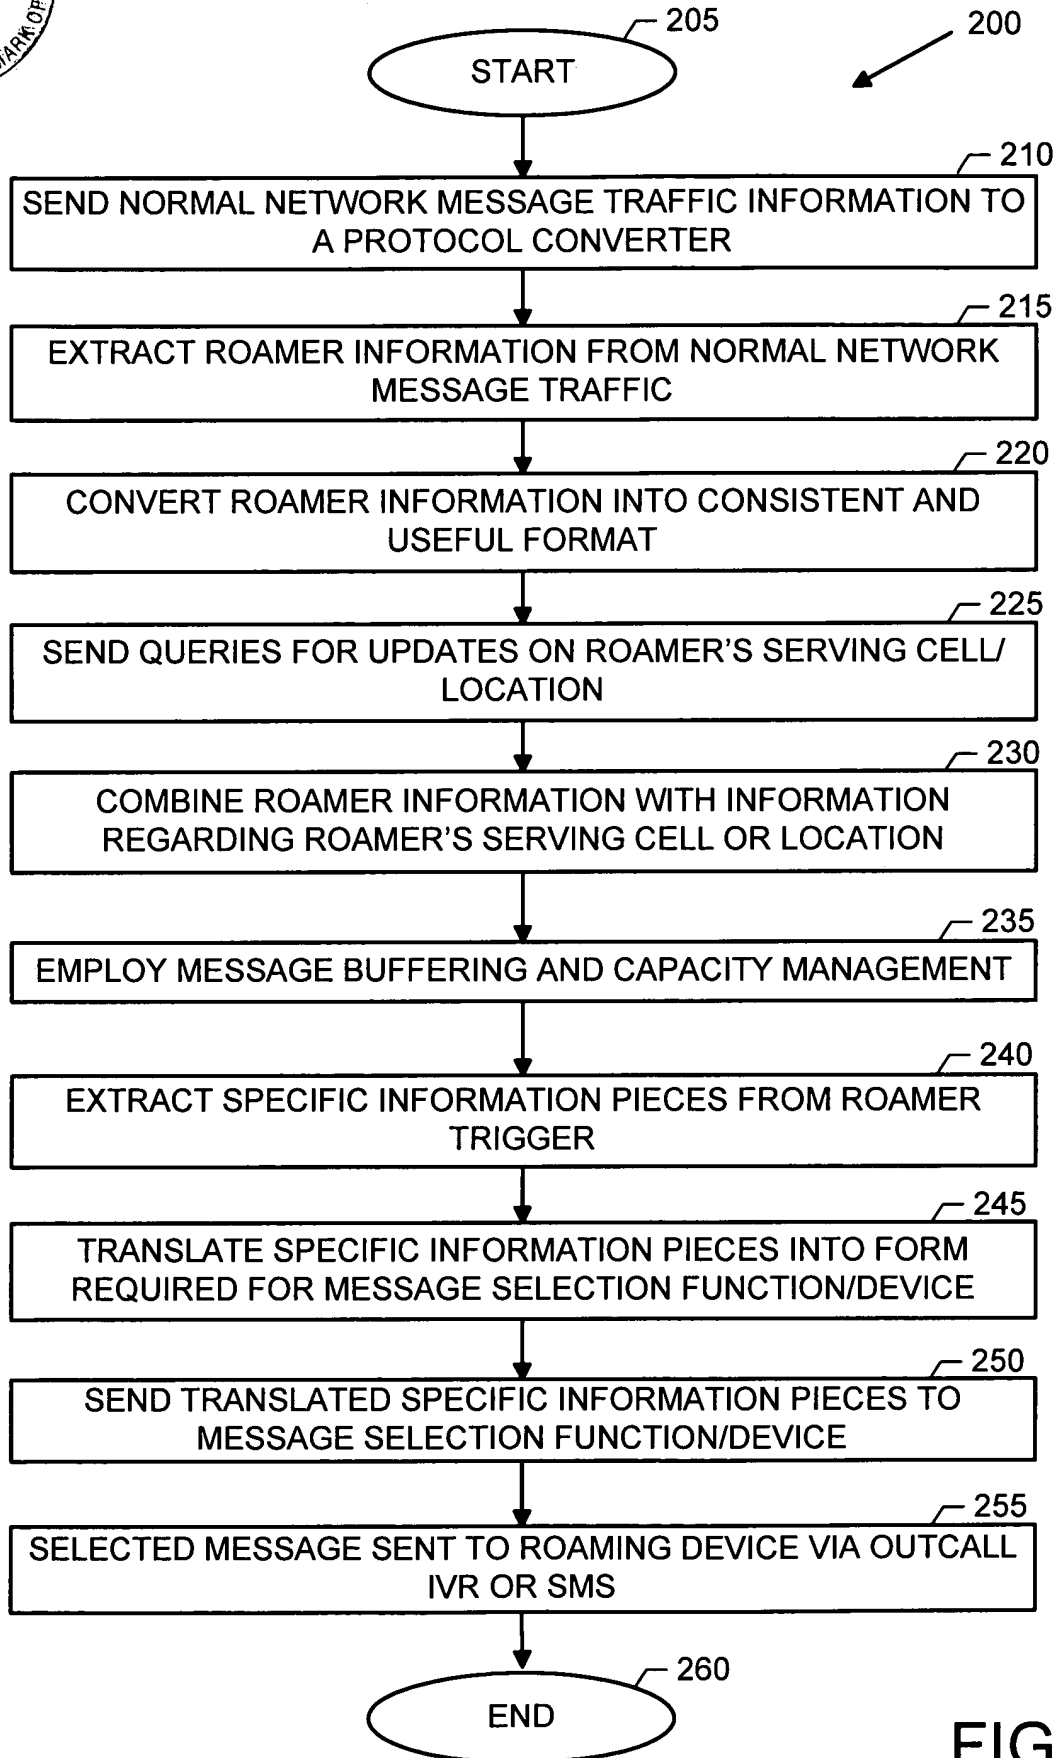 205
200
START
210
SEND NORMAL NETWORK MESSAGE TRAFFIC INFORMATION TO
A PROTOCOL CONVERTER
215
EXTRACT ROAMER INFORMATION FROM NORMAL NETWORK
MESSAGE TRAFFIC
220
CONVERT ROAMER INFORMATION INTO CONSISTENT AND
USEFUL FORMAT
225
SEND QUERIES FOR UPDATES ON ROAMER'S SERVING CELL/
LOCATION
230
COMBINE ROAMER INFORMATION WITH INFORMATION
REGARDING ROAMER'S SERVING CELL OR LOCATION
235
EMPLOY MESSAGE BUFFERING AND CAPACITY MANAGEMENT
240
EXTRACT SPECIFIC INFORMATION PIECES FROM ROAMER
TRIGGER
245
TRANSLATE SPECIFIC INFORMATION PIECES INTO FORM
REQUIRED FOR MESSAGE SELECTION FUNCTION/DEVICE
250
SEND TRANSLATED SPECIFIC INFORMATION PIECES TO
MESSAGE SELECTION FUNCTION/DEVICE
255
SELECTED MESSAGE SENT TO ROAMING DEVICE VIA OUTCALL
IVR OR SMS
260
END
FIG